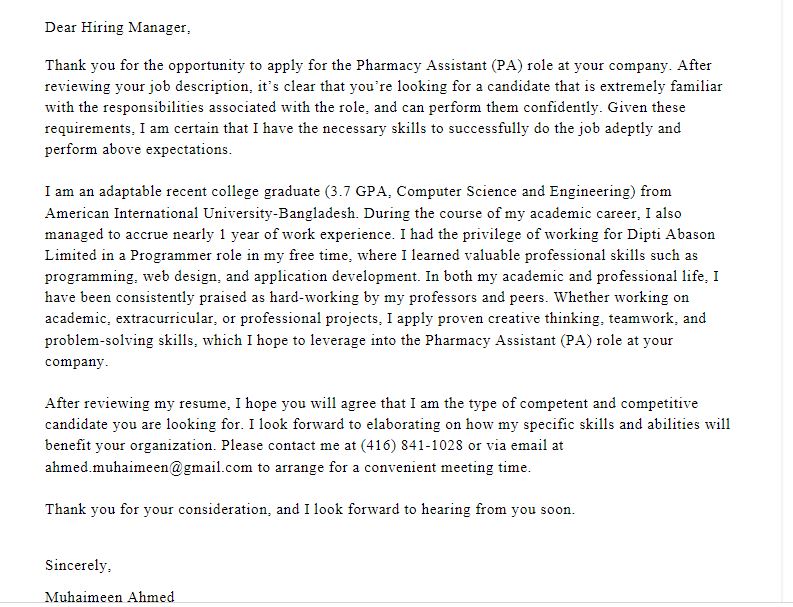 Dear Hiring Manager,
Thank you for the opportunity to apply for the Pharmacy Assistant (PA) role at your company. After
reviewing your job description, it’s clear that you’re looking for a candidate that is extremely familiar
with the responsibilities associated with the role, and can perform them confidently. Given these
requirements, I am certain that I have the necessary skills to successfully do the job adeptly and
perform above expectations.
I am an adaptable recent college graduate (3.7 GPA, Computer Science and Engineering) from
American International University-Bangladesh. During the course of my academic career, I also
managed to accrue nearly 1 year of work experience. I had the privilege of working for Dipti Abason
Limited in a Programmer role in my free time, where I learned valuable professional skills such as
programming, web design, and application development. In both my academic and professional life, I
have been consistently praised as hard-working by my professors and peers. Whether working on
academic, extracurricular, or professional projects, I apply proven creative thinking, teamwork, and
problem-solving skills, which I hope to leverage into the Pharmacy Assistant (PA) role at your
company.
After reviewing my resume, I hope you will agree that I am the type of competent and competitive
candidate you are looking for. I look forward to elaborating on how my specific skills and abilities will
benefit your organization. Please contact me at (416) 841-1028 or via email at
ahmed.muhaimeen@gmail.com to arrange for a convenient meeting time.
Thank you for your consideration, and I look forward to hearing from you soon.
Sincerely,
Muhaimeen Ahmed